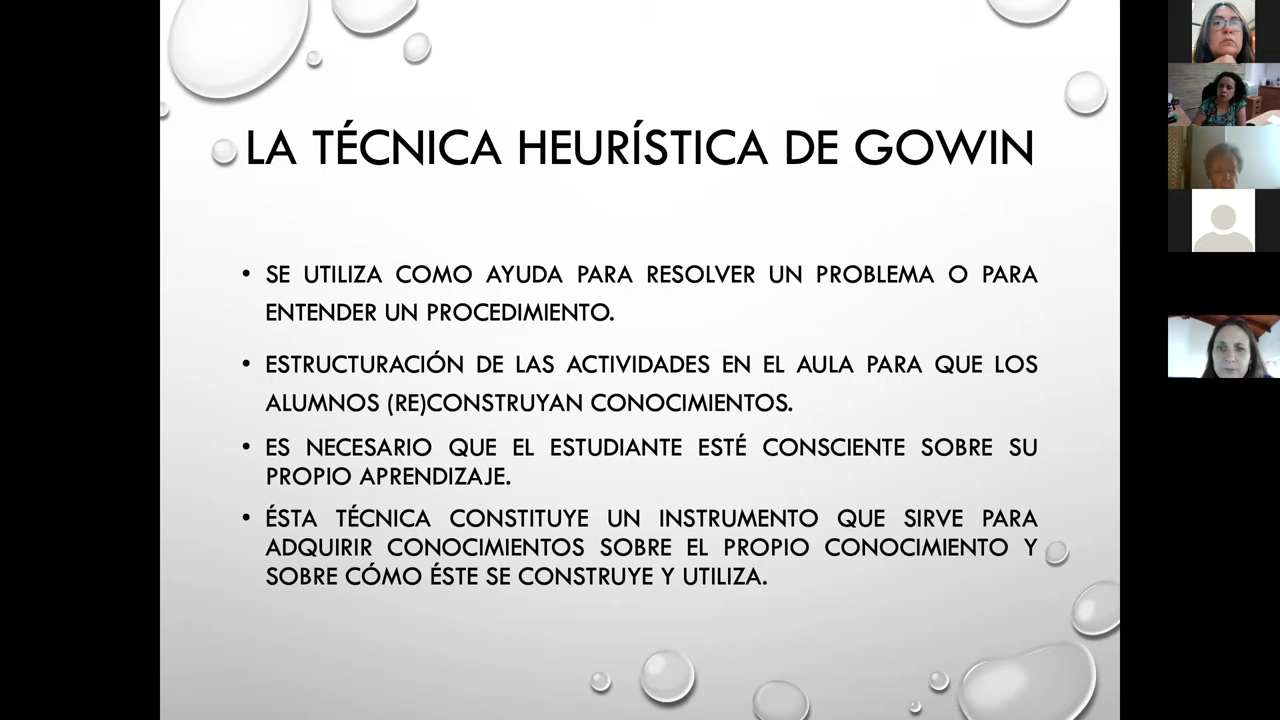 LA TÉCNICA HEURÍSTICA DE GOWIN
• SE UTILIZA COMO AYUDA PARA RESOLVER UN PROBLEMA O PARA
ENTENDER UN PROCEDIMIENTO.
• ESTRUCTURACIÓN DE LAS ACTIVIDADES EN EL AULA PARA QUE LOS
ALUMNOS (RE)CONSTRUYAN CONOCIMIENTOS.
• ES NECESARIO QUE EL ESTUDIANTE ESTÉ CONSCIENTE SOBRE SU
PROPIO APRENDIZAJE.
• ÉSTA TÉCNICA CONSTITUYE UN INSTRUMENTO QUE SIRVE PARA
ADQUIRIR CONOCIMIENTOS SOBRE EL PROPIO CONOCIMIENTO Y
SOBRE CÓMO ÉSTE SE CONSTRUYE Y UTILIZA.